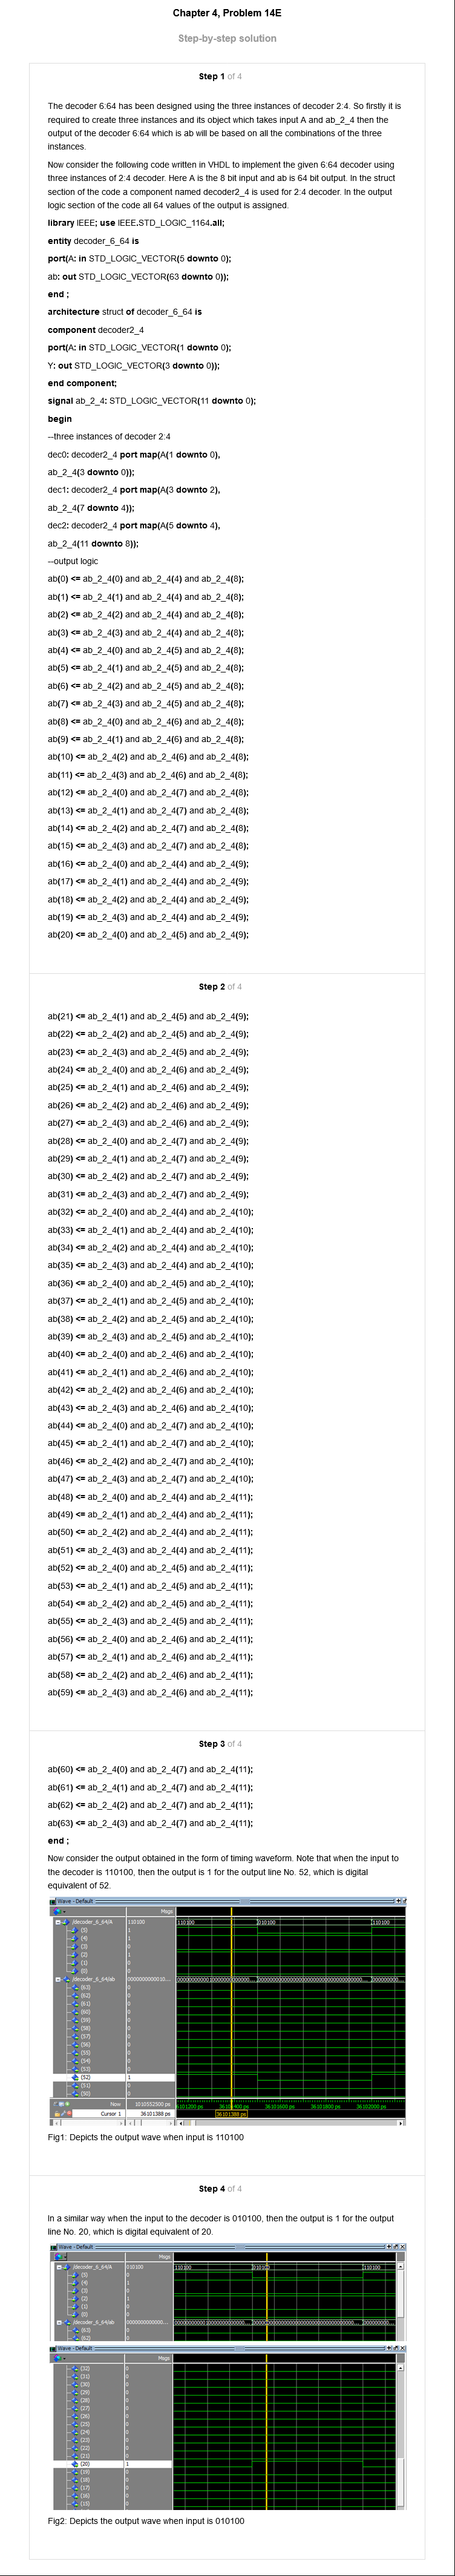 Chapter 4, Problem 14E
Step-by-step solution
Step 1 of 4
The decoder 6:64 has been designed using the three instances of decoder 2:4. So firstly it is
required to create three instances and its object which takes input A and ab_2_4 then the
output of the decoder 6:64 which is ab will be based on all the combinations of the three
instances.
Now consider the following code written in VHDL to implement the given 6:64 decoder using
three instances of 2:4 decoder. Here A is the 8 bit input and ab is 64 bit output. In the struct
section of the code a component named decoder2_4 is used for 2:4 decoder. In the output
logic section of the code all 64 values of the output is assigned.
library IEEE; use IEEE.STD_LOGIC_1164.all;
entity decoder_6_64 is
port(A: in STD_LOGIC_VECTOR(5 downto 0);
ab: out STD_LOGIC_VECTOR(63 downto 0));
end ;
architecture struct of decoder_6_64 is
component decoder2_4
port(A: in STD_LOGIC_VECTOR(1 downto 0);
Y: out STD_LOGIC_VECTOR(3 downto 0));
end component;
signal ab_2_4: STD_LOGIC_VECTOR(11 downto 0);
begin
--three instances of decoder 2:4
dec0: decoder2_4 port map(A(1 downto 0),
ab_2_4(3 downto 0));
dec1: decoder2_4 port map(A(3 downto 2),
ab_2_4(7 downto 4));
dec2: decoder2_4 port map(A(5 downto 4),
ab_2_4(11 downto 8));
--output logic
ab(0) <= ab_2_4(0) and ab_2_4(4) and ab_2_4(8);
ab(1) <= ab_2_4(1) and ab_2_4(4) and ab_2_4(8);
ab(2) <= ab_2_4(2) and ab_2_4(4) and ab_2_4(8);
ab(3) <= ab_2_4(3) and ab_2_4(4) and ab_2_4(8);
ab(4) <= ab_2_4(0) and ab_2_4(5) and ab_2_4(8);
ab(5) <= ab_2_4(1) and ab_2_4(5) and ab_2_4(8);
ab(6) <= ab_2_4(2) and ab_2_4(5) and ab_2_4(8);
ab(7) <= ab_2_4(3) and ab_2_4(5) and ab_2_4(8);
ab(8) <= ab_2_4(0) and ab_2_4(6) and ab_2_4(8);
ab(9) <= ab_2_4(1) and ab_2_4(6) and ab_2_4(8);
ab(10) <= ab_2_4(2) and ab_2_4(6) and ab_2_4(8);
ab(11) <= ab_2_4(3) and ab_2_4(6) and ab_2_4(8);
ab(12) <= ab_2_4(0) and ab_2_4(7) and ab_2_4(8);
ab(13) <= ab_2_4(1) and ab_2_4(7) and ab_2_4(8);
ab(14) <= ab_2_4(2) and ab_2_4(7) and ab_2_4(8);
ab(15) <= ab_2_4(3) and ab_2_4(7) and ab_2_4(8);
ab(16) <= ab_2_4(0) and ab_2_4(4) and ab_2_4(9);
ab(17) <= ab_2_4(1) and ab_2_4(4) and ab_2_4(9);
ab(18) <= ab_2_4(2) and ab_2_4(4) and ab_2_4(9);
ab(19) <= ab_2_4(3) and ab_2_4(4) and ab_2_4(9);
ab(20) <= ab_2_4(0) and ab_2_4(5) and ab_2_4(9);
Step 2 of 4
ab(21) <= ab_2_4(1) and ab_2_4(5) and ab_2_4(9);
ab(22) <= ab_2_4(2) and ab_2_4(5) and ab_2_4(9);
ab(23) <= ab_2_4(3) and ab_2_4(5) and ab_2_4(9);
ab(24) <= ab_2_4(0) and ab_2_4(6) and ab_2_4(9);
ab(25) <= ab_2_4(1) and ab_2_4(6) and ab_2_4(9);
ab(26) <= ab_2_4(2) and ab_2_4(6) and ab_2_4(9);
ab(27) <= ab_2_4(3) and ab_2_4(6) and ab_2_4(9);
ab(28) <= ab_2_4(0) and ab_2_4(7) and ab_2_4(9);
ab(29) <= ab_2_4(1) and ab_2_4(7) and ab_2_4(9);
ab(30) <= ab_2_4(2) and ab_2_4(7) and ab_2_4(9);
ab(31) <= ab_2_4(3) and ab_2_4(7) and ab_2_4(9);
ab(32) <= ab_2_4(0) and ab_2_4(4) and ab_2_4(10);
ab(33) <= ab_2_4(1) and ab_2_4(4) and ab_2_4(10);
ab(34) <= ab_2_4(2) and ab_2_4(4) and ab_2_4(10);
ab(35) <= ab_2_4(3) and ab_2_4(4) and ab_2_4(10);
ab(36) <= ab_2_4(0) and ab_2_4(5) and ab_2_4(10);
ab(37) <= ab_2_4(1) and ab_2_4(5) and ab_2_4(10);
ab(38) <= ab_2_4(2) and ab_2_4(5) and ab_2_4(10);
ab(39) <= ab_2_4(3) and ab_2_4(5) and ab_2_4(10);
ab(40) <= ab_2_4(0) and ab_2_4(6) and ab_2_4(10);
ab(41) <= ab_2_4(1) and ab_2_4(6) and ab_2_4(10);
ab(42) <= ab_2_4(2) and ab_2_4(6) and ab_2_4(10);
ab(43) <= ab_2_4(3) and ab_2_4(6) and ab_2_4(10);
ab(44) <= ab_2_4(0) and ab_2_4(7) and ab_2_4(10);
ab(45) <= ab_2_4(1) and ab_2_4(7) and ab_2_4(10);
ab(46) <= ab_2_4(2) and ab_2_4(7) and ab_2_4(10);
ab(47) <= ab_2_4(3) and ab_2_4(7) and ab_2_4(10);
ab(48) <= ab_2_4(0) and ab_2_4(4) and ab_2_4(11);
ab(49) <= ab_2_4(1) and ab_2_4(4) and ab_2_4(11);
ab(50) <= ab_2_4(2) and ab_2_4(4) and ab_2_4(11);
ab(51) <= ab_2_4(3) and ab_2_4(4) and ab_2_4(11);
ab(52) <= ab_2_4(0) and ab_2_4(5) and ab_2_4(11);
ab(53) <= ab_2_4(1) and ab_2_4(5) and ab_2_4(11);
ab(54) <= ab_2_4(2) and ab_2_4(5) and ab_2_4(11);
ab(55) <= ab_2_4(3) and ab_2_4(5) and ab_2_4(11);
ab(56) <= ab_2_4(0) and ab_2_4(6) and ab_2_4(11);
ab(57) <= ab_2_4(1) and ab_2_4(6) and ab_2_4(11);
ab(58) <= ab_2_4(2) and ab_2_4(6) and ab_2_4(11);
ab(59) <= ab_2_4(3) and ab_2_4(6) and ab_2_4(11);
Step 3 of 4
ab(60) <= ab_2_4(0) and ab_2_4(7) and ab_2_4(11);
ab(61) <= ab_2_4(1) and ab_2_4(7) and ab_2_4(11);
ab(62) <= ab_2_4(2) and ab_2_4(7) and ab_2_4(11);
ab(63) <= ab_2_4(3) and ab_2_4(7) and ab_2_4(11);
end ;
Now consider the output obtained in the form of timing waveform. Note that when the input to
the decoder is 110100, then the output is 1 for the output line No. 52, which is digital
equivalent of 52.
Wave - Default
Msgs
/decoder_6_64/A 110100 110100 010100 110100
(5) 1
(4) 1
(3) 0
(2) 1
(1) 0
(0) 0
/decoder_6_64/ab
(63) 0
(62) 0
(61) 0
(60) 0
(59) 0
(58) 0
(57) 0
(56) 0
(55) 0
(54) 0
(53) 0
(52) 1
(51) 0
(50) 0
Now 1010552500 ps
Cursor 1 36101388 ps 36101388 ps
Fig1: Depicts the output wave when input is 110100
Step 4 of 4
In a similar way when the input to the decoder is 010100, then the output is 1 for the output
line No. 20, which is digital equivalent of 20.
Wave - Default
Msgs
/decoder_6_64/A 010100 110100 110100
(5) 0
(4) 1
(3) 0
(2) 1
(1) 0
(0) 0
/decoder_6_64/ab
(63) 0
(62) 0
Wave - Default
Msgs
(32) 0
(31) 0
(30) 0
(29) 0
(28) 0
(27) 0
(26) 0
(25) 0
(24) 0
(23) 0
(22) 0
(21) 0
(20) 1
(19) 0
(18) 0
(17) 0
(16) 0
(15) 0
Fig2: Depicts the output wave when input is 010100